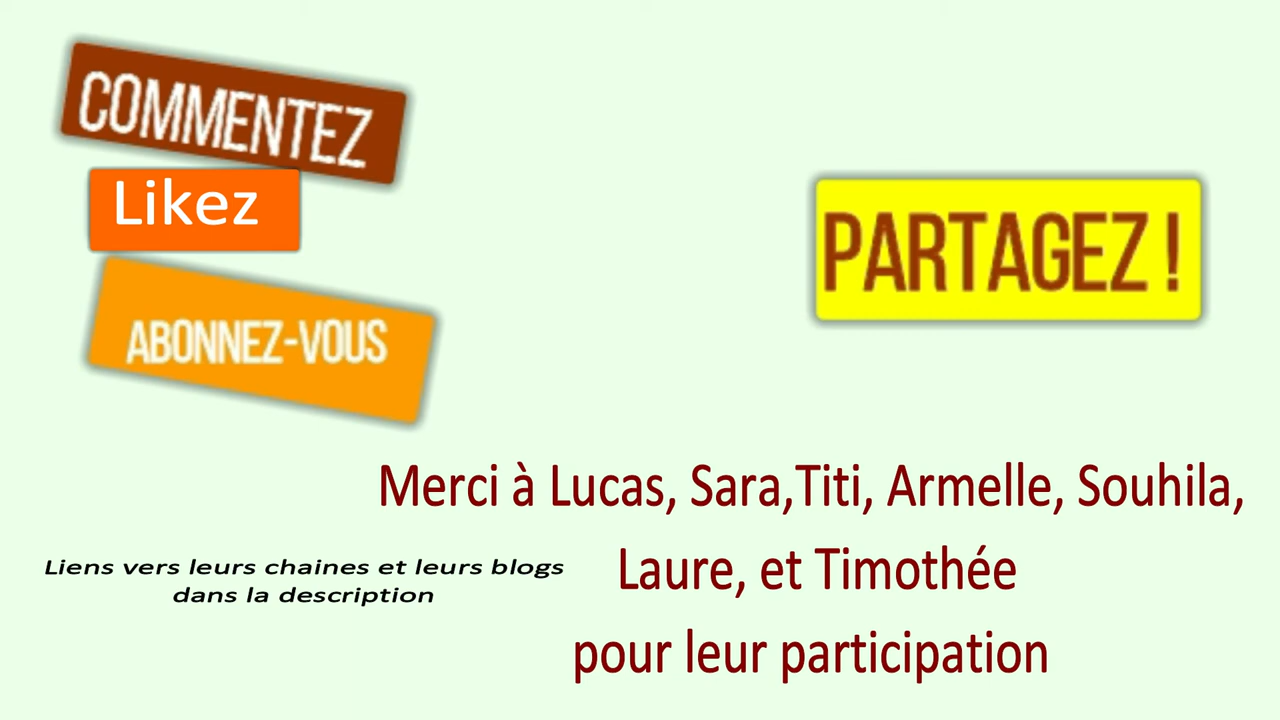 COMMENTEZ
Likez
PARTAGEZ !
ABONNEZ-VOUS
Merci à Lucas, Sara,Titi, Armelle, Souhila,
Laure, et Timothée
pour leur participation
Liens vers leurs chaines et leurs blogs
dans la description